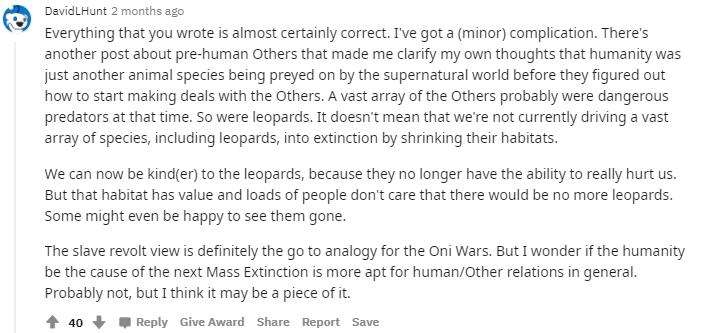 DavidLHunt 2 months ago
Everything that you wrote is almost certainly correct. I've got a (minor) complication. There's
another post about pre-human Others that made me clarify my own thoughts that humanity was
just another animal species being preyed on by the supernatural world before they figured out
how to start making deals with the Others. A vast array of the Others probably were dangerous
predators at that time. So were leopards. It doesn't mean that we're not currently driving a vast
array of species, including leopards, into extinction by shrinking their habitats.
We can now be kind(er) to the leopards, because they no longer have the ability to really hurt us.
But that habitat has value and loads of people don't care that there would be no more leopards.
Some might even be happy to see them gone.
The slave revolt view is definitely the go to analogy for the Oni Wars. But I wonder if the humanity
be the cause of the next Mass Extinction is more apt for human/Other relations in general.
Probably not, but I think it may be a piece of it.
40 Reply Give Award Share Report Save